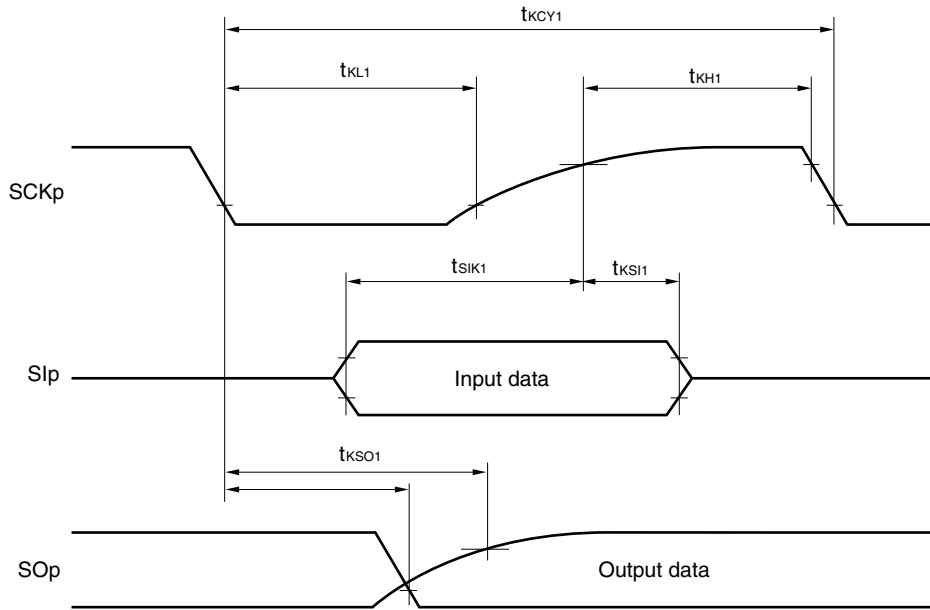 tKCY1
tKL1
tKH1
SCKp
tSIK1
tKSI1
SIp
Input data
tKSO1
SOp
Output data